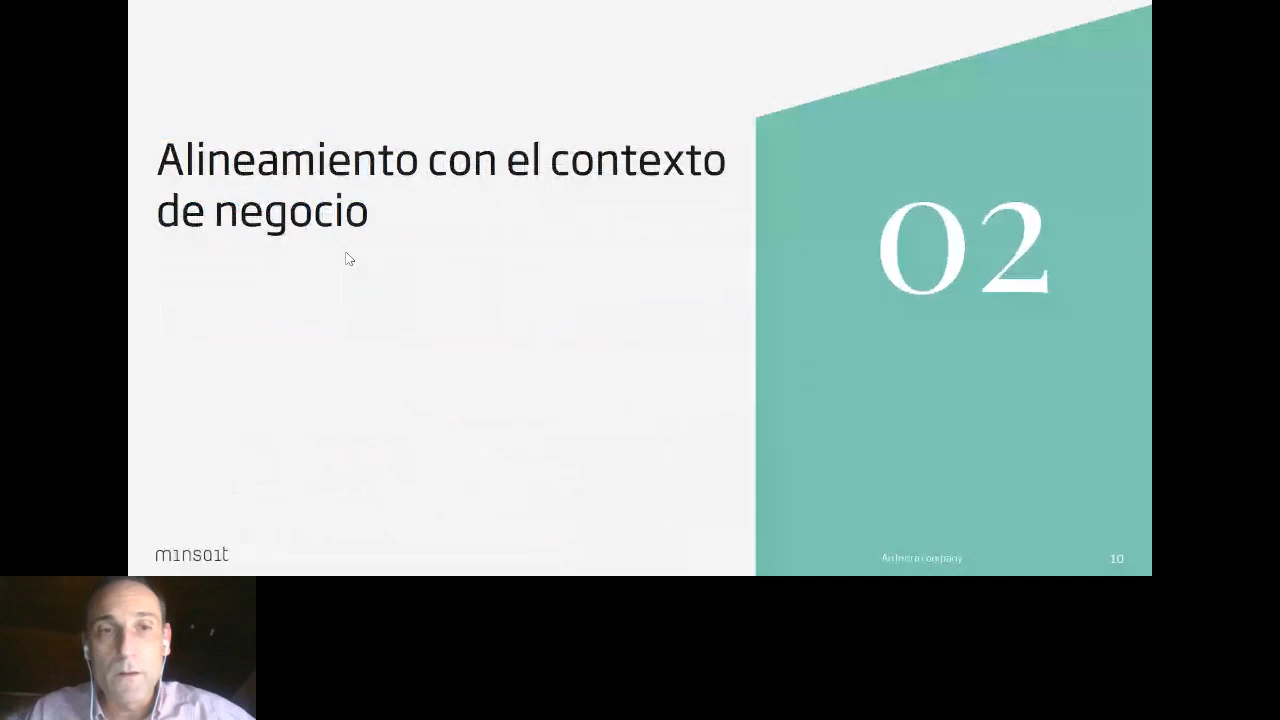 Alineamiento con el contexto
de negocio
02
minsait
An Indra company
10